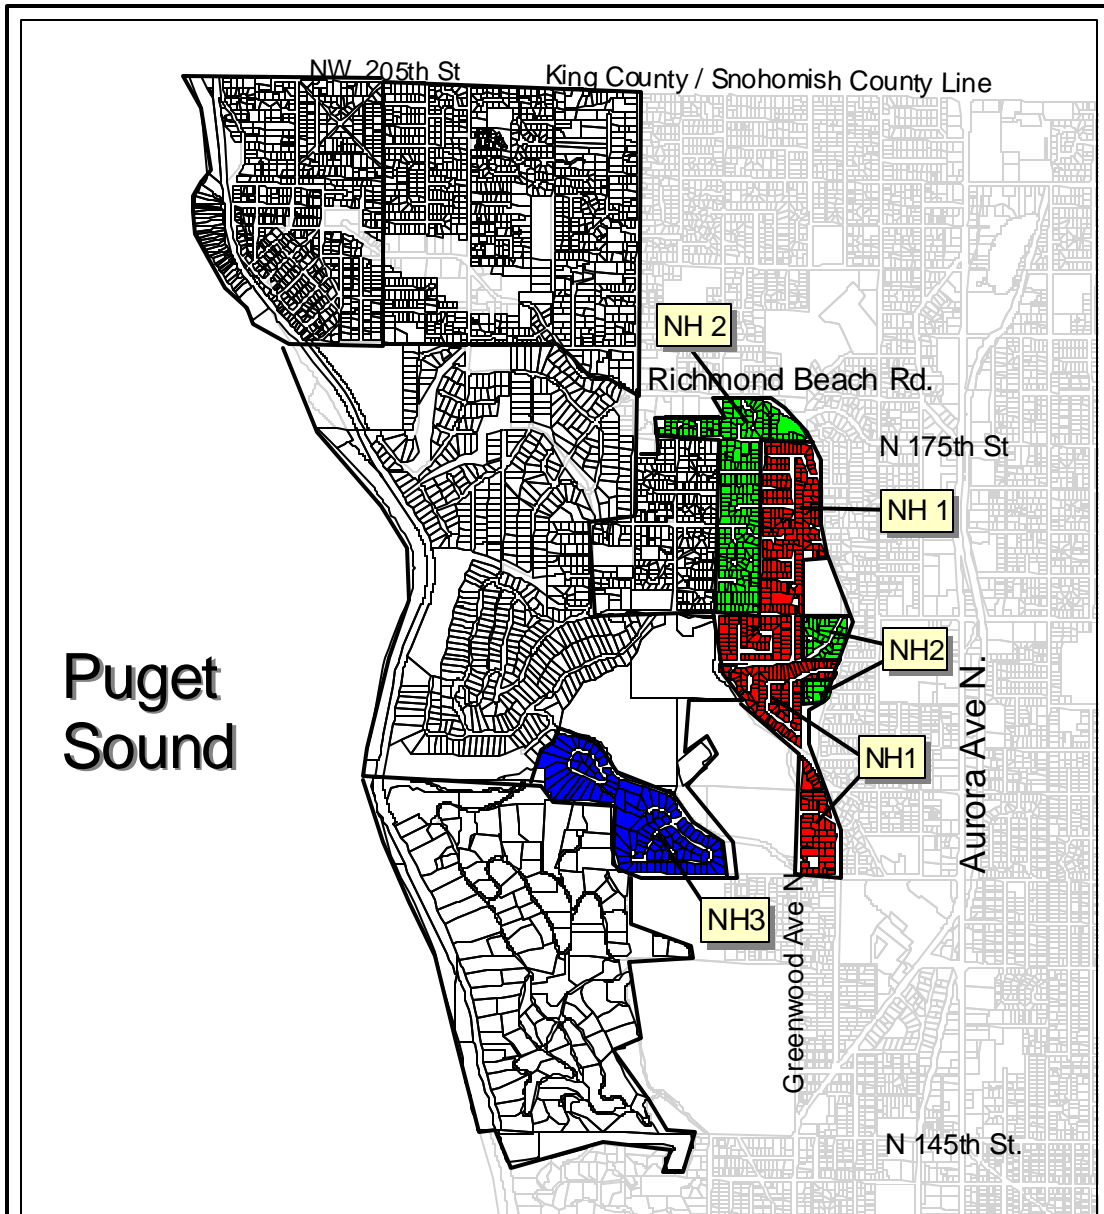 NW 205th St
King County / Snohomish County Line
NH 2
Richmond Beach Rd.
N 175th St
NH 1
NH2
Puget
Sound
Aurora Ave N.
NH1
NH3
Greenwood Ave N
N 145th St.